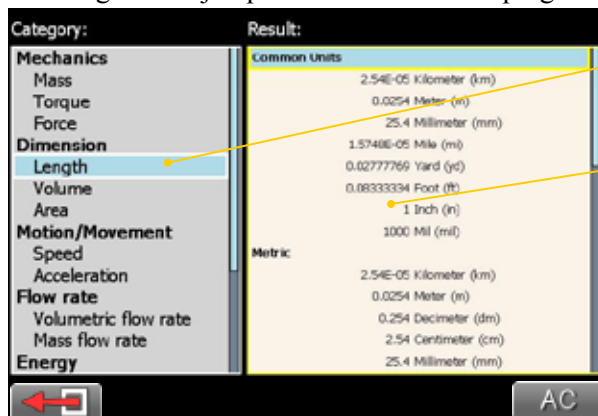 Category:
Mechanics
Mass
Torque
Force
Dimension
Length
Volume
Area
Motion/Movement
Speed
Acceleration
Flow rate
Volumetric flow rate
Mass flow rate
Energy
Result:
Common Units
2.54E-05 Kilometer (km)
0.0254 Meter (m)
25.4 Millimeter (mm)
1.5740E-05 Mile (mi)
0.02777769 Yard (yd)
0.08333334 Foot (ft)
1 Inch (in)
1000 Mil (mil)
Metric
2.54E-05 Kilometer (km)
0.0254 Meter (m)
0.254 Decimeter (dm)
2.54 Centimeter (cm)
25.4 Millimeter (mm)
AC